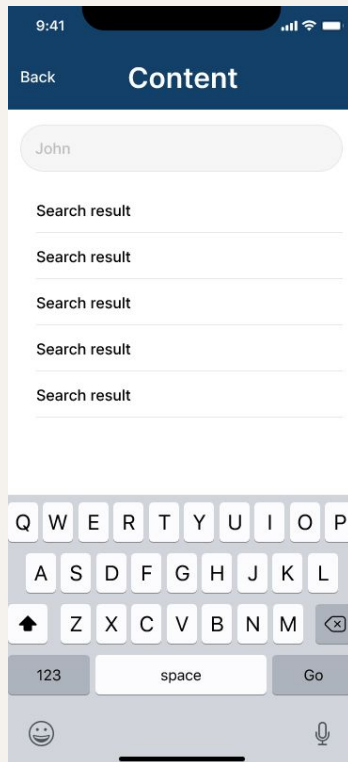 9:41
Back Content
John
Search result
Search result
Search result
Search result
Search result
Q W E R T Y U I O P
A S D F G H J K L
Z X C V B N M
123 space Go